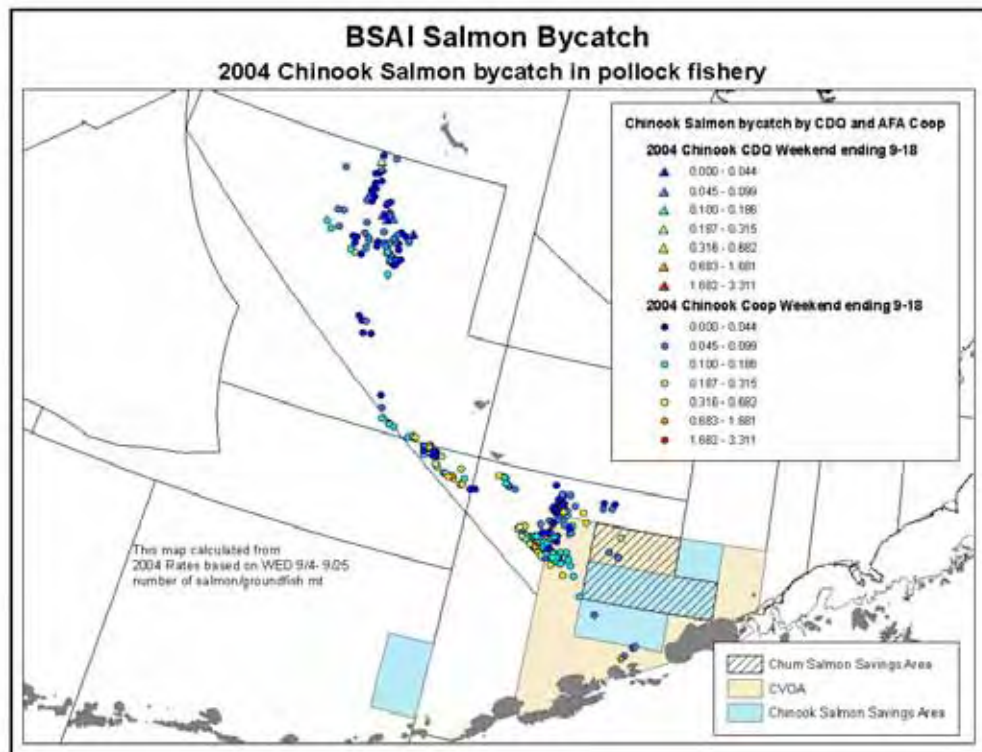 BSAI Salmon Bycatch
2004 Chinook Salmon bycatch in pollock fishery
Chinook Salmon bycatch by CDQ and AFA Coop
2004 Chinook CDQ Weekend ending 9-18
0.000 - 0.044
0.045 - 0.099
0.100 - 0.186
0.187 - 0.315
0.316 - 0.682
0.683 - 1.681
1.682 - 3.311
2004 Chinook Coop Weekend ending 9-18
0.000 - 0.044
0.045 - 0.099
0.100 - 0.186
0.187 - 0.315
0.316 - 0.682
0.683 - 1.681
1.682 - 3.311
This map calculated from
2004 Rates based on WED 9/4- 9/25
number of salmon/groundfish mt
Chum Salmon Savings Area
CVOA
Chinook Salmon Savings Area